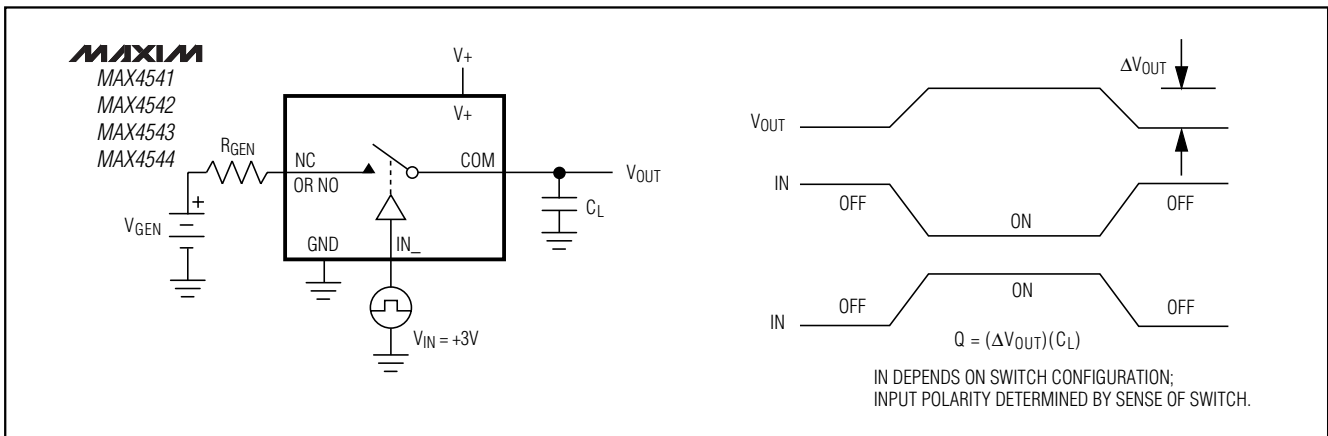 MAXIM
MAX4541
MAX4542
MAX4543
MAX4544
RGEN
VGEN
+
V+
V+
NC
OR NO
COM
GND
IN_
VOUT
CL
VIN = +3V
ΔVOUT
VOUT
IN
OFF
ON
OFF
IN
OFF
ON
OFF
Q = (ΔVOUT)(CL)
IN DEPENDS ON SWITCH CONFIGURATION;
INPUT POLARITY DETERMINED BY SENSE OF SWITCH.